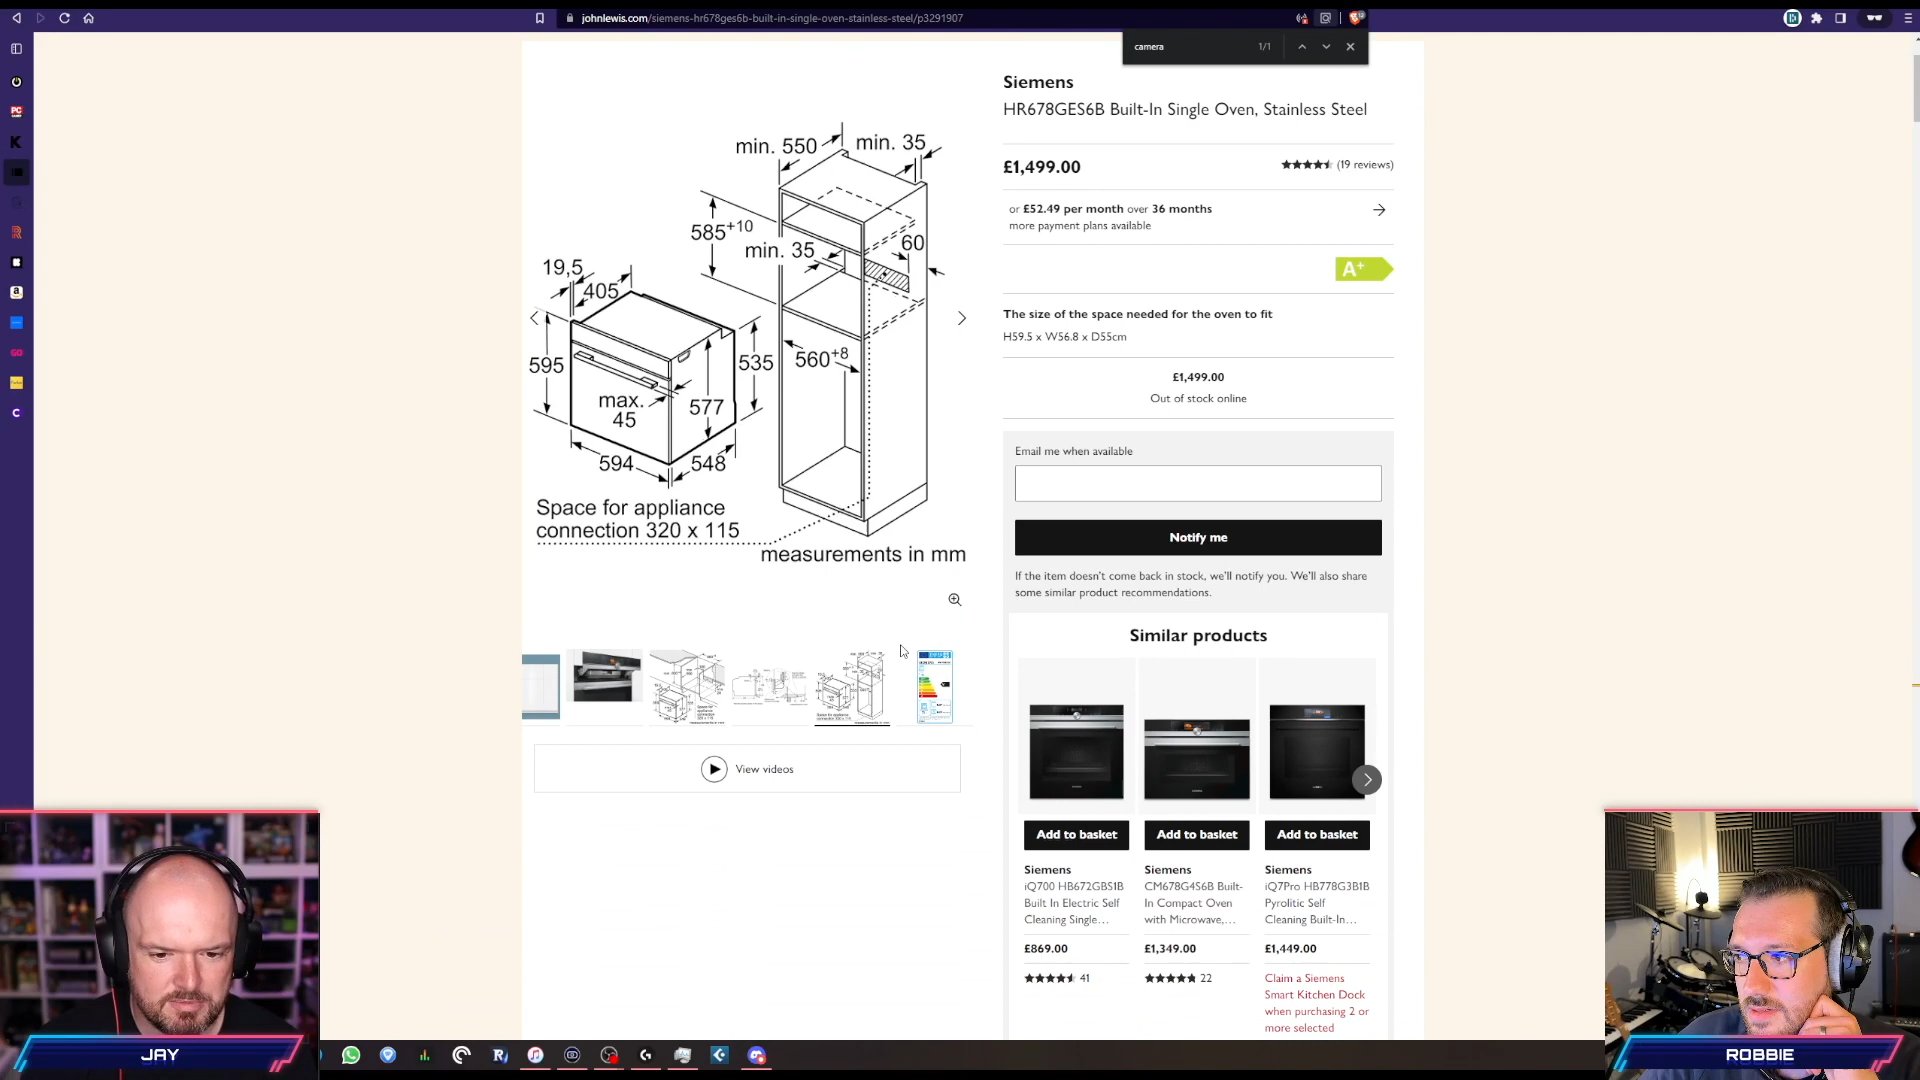 johnlewis.com/siemens-hr678ges6b-built-in-single-oven-stainless-steel/p3291907
camera 1/1
Siemens
HR678GES6B Built-In Single Oven, Stainless Steel
£1,499.00
(19 reviews)
or £52.49 per month over 36 months
more payment plans available
A+
The size of the space needed for the oven to fit
H59.5 x W56.8 x D55cm
£1,499.00
Out of stock online
Email me when available
Notify me
If the item doesn't come back in stock, we'll notify you. We'll also share
some similar product recommendations.
Similar products
Add to basket
Siemens
iQ700 HB672GBS1B
Built In Electric Self
Cleaning Single...
£869.00
41
Add to basket
Siemens
CM678G4S6B Built-
In Compact Oven
with Microwave,...
£1,349.00
22
Add to basket
Siemens
iQ7Pro HB778G3B1B
Pyrolitic Self
Cleaning Built-In...
£1,449.00
Claim a Siemens
Smart Kitchen Dock
when purchasing 2 or
more selected
min. 550
min. 35
585+10
min. 35
60
19,5
405
595
535
560+8
max.
45
577
594
548
Space for appliance
connection 320 x 115
measurements in mm
View videos
JAY
ROBBIE